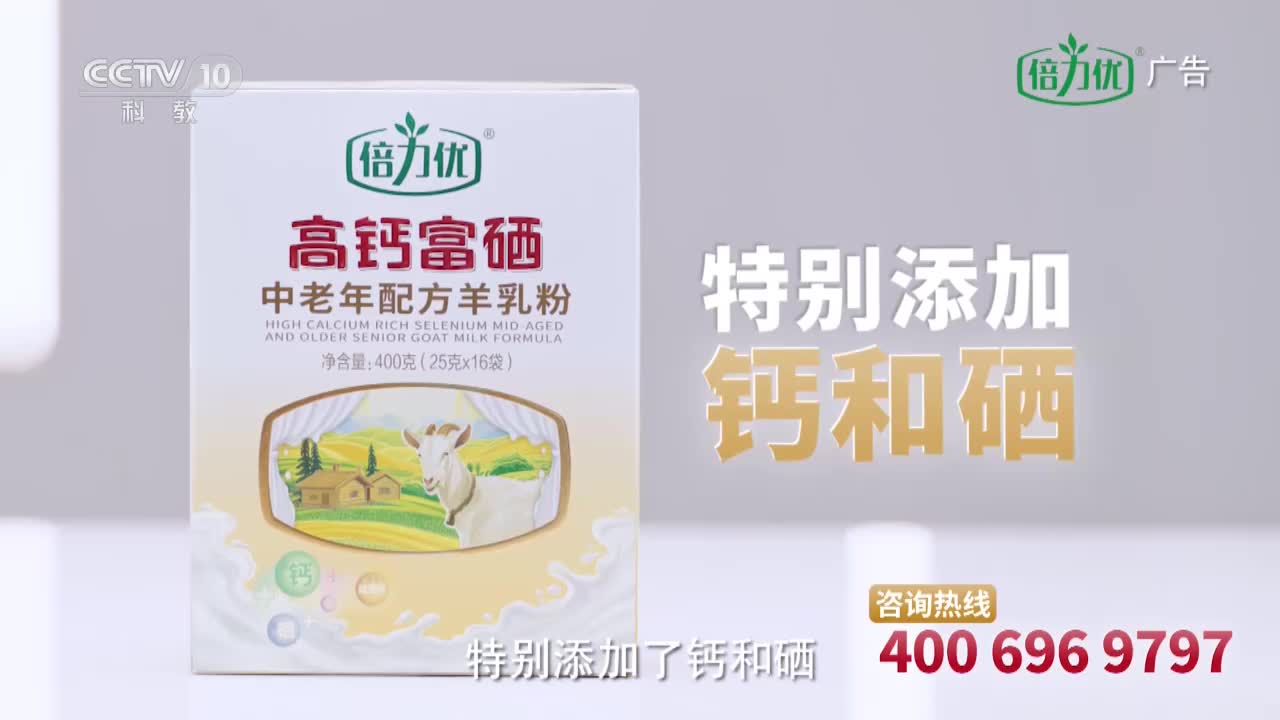 CCTV 10
科教
倍力优® 广告
倍力优®
高钙富硒
中老年配方羊乳粉
HIGH CALCIUM RICH SELENIUM MID-AGED
AND OLDER SENIOR GOAT MILK FORMULA
净含量:400克(25克x16袋)
钙
特别添加
钙和硒
咨询热线
400 696 9797
特别添加了钙和硒